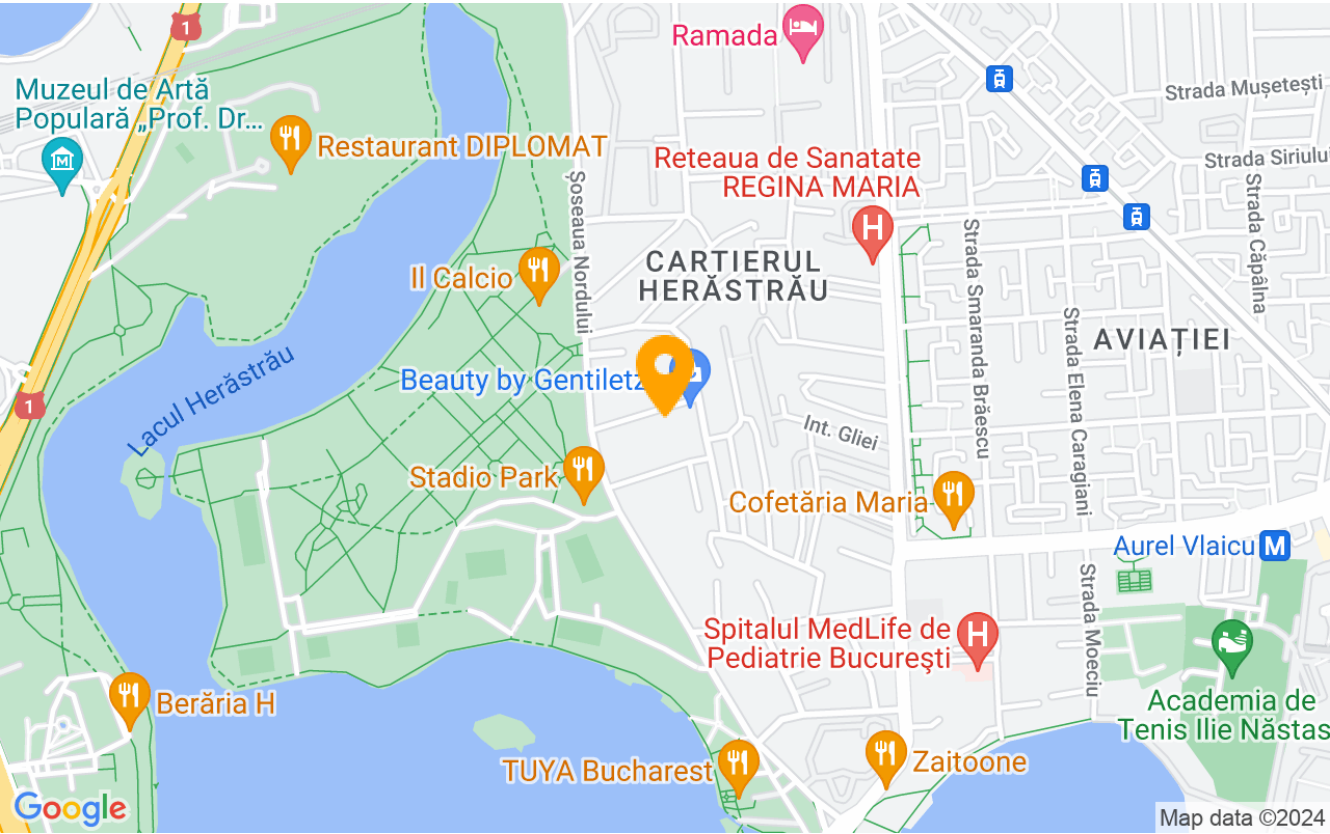 1
Ramada
Muzeul de Artă
Populară „Prof. Dr...
Strada Mușetești
Restaurant DIPLOMAT
Reteaua de Sanatate
REGINA MARIA
H
Șoseaua Nordului
Strada Căpâlna
Strada Smaranda Brăescu
CARTIERUL
HERĂSTRĂU
Il Calcio
Strada Elena Caragiani
AVIAȚIEI
Lacul Herăstrău
Beauty by Gentiletz
1
Int. Gliei
Stadio Park
Cofetăria Maria
Aurel Vlaicu M
Strada Moeciu
Spitalul MedLife de
Pediatrie Bucureşti
H
Academia de
Tenis Ilie Năstas
Berăria H
TUYA Bucharest
Zaitoone
Google
Map data ©2024